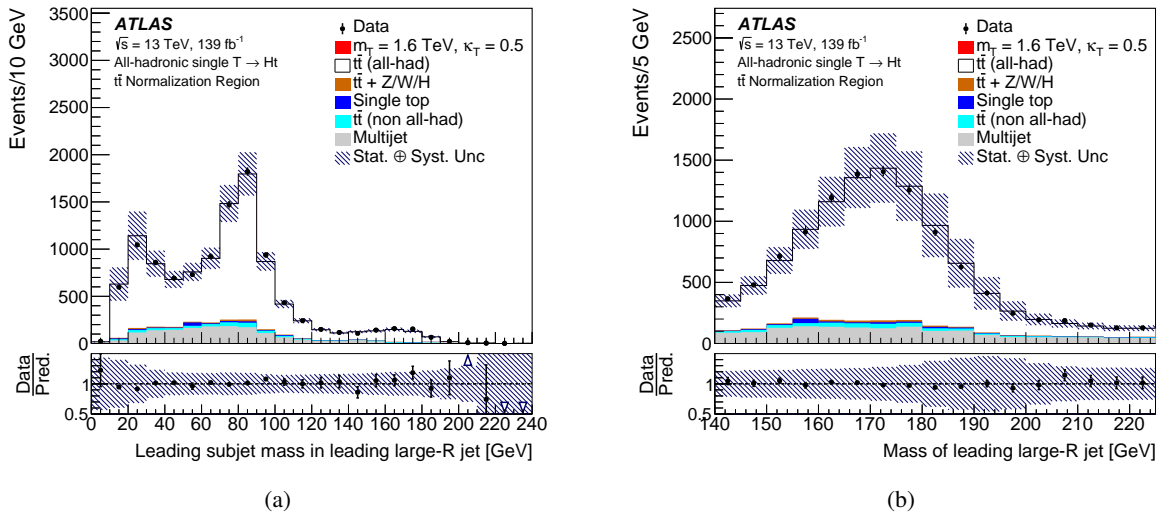 Events/10 GeV
3500
3000
2500
2000
1500
1000
500
0
ATLAS
√s = 13 TeV, 139 fb⁻¹
All-hadronic single T → Ht
tt̄ Normalization Region
Data
m_T = 1.6 TeV, κ_T = 0.5
tt̄ (all-had)
tt̄ + Z/W/H
Single top
tt̄ (non all-had)
Multijet
Stat. ⊕ Syst. Unc
Data
Pred.
1
0.5
0 20 40 60 80 100 120 140 160 180 200 220 240
Leading subjet mass in leading large-R jet [GeV]
(a)
Events/5 GeV
2500
2000
1500
1000
500
0
ATLAS
√s = 13 TeV, 139 fb⁻¹
All-hadronic single T → Ht
tt̄ Normalization Region
Data
m_T = 1.6 TeV, κ_T = 0.5
tt̄ (all-had)
tt̄ + Z/W/H
Single top
tt̄ (non all-had)
Multijet
Stat. ⊕ Syst. Unc
Data
Pred.
1
0.5
140 150 160 170 180 190 200 210 220
Mass of leading large-R jet [GeV]
(b)